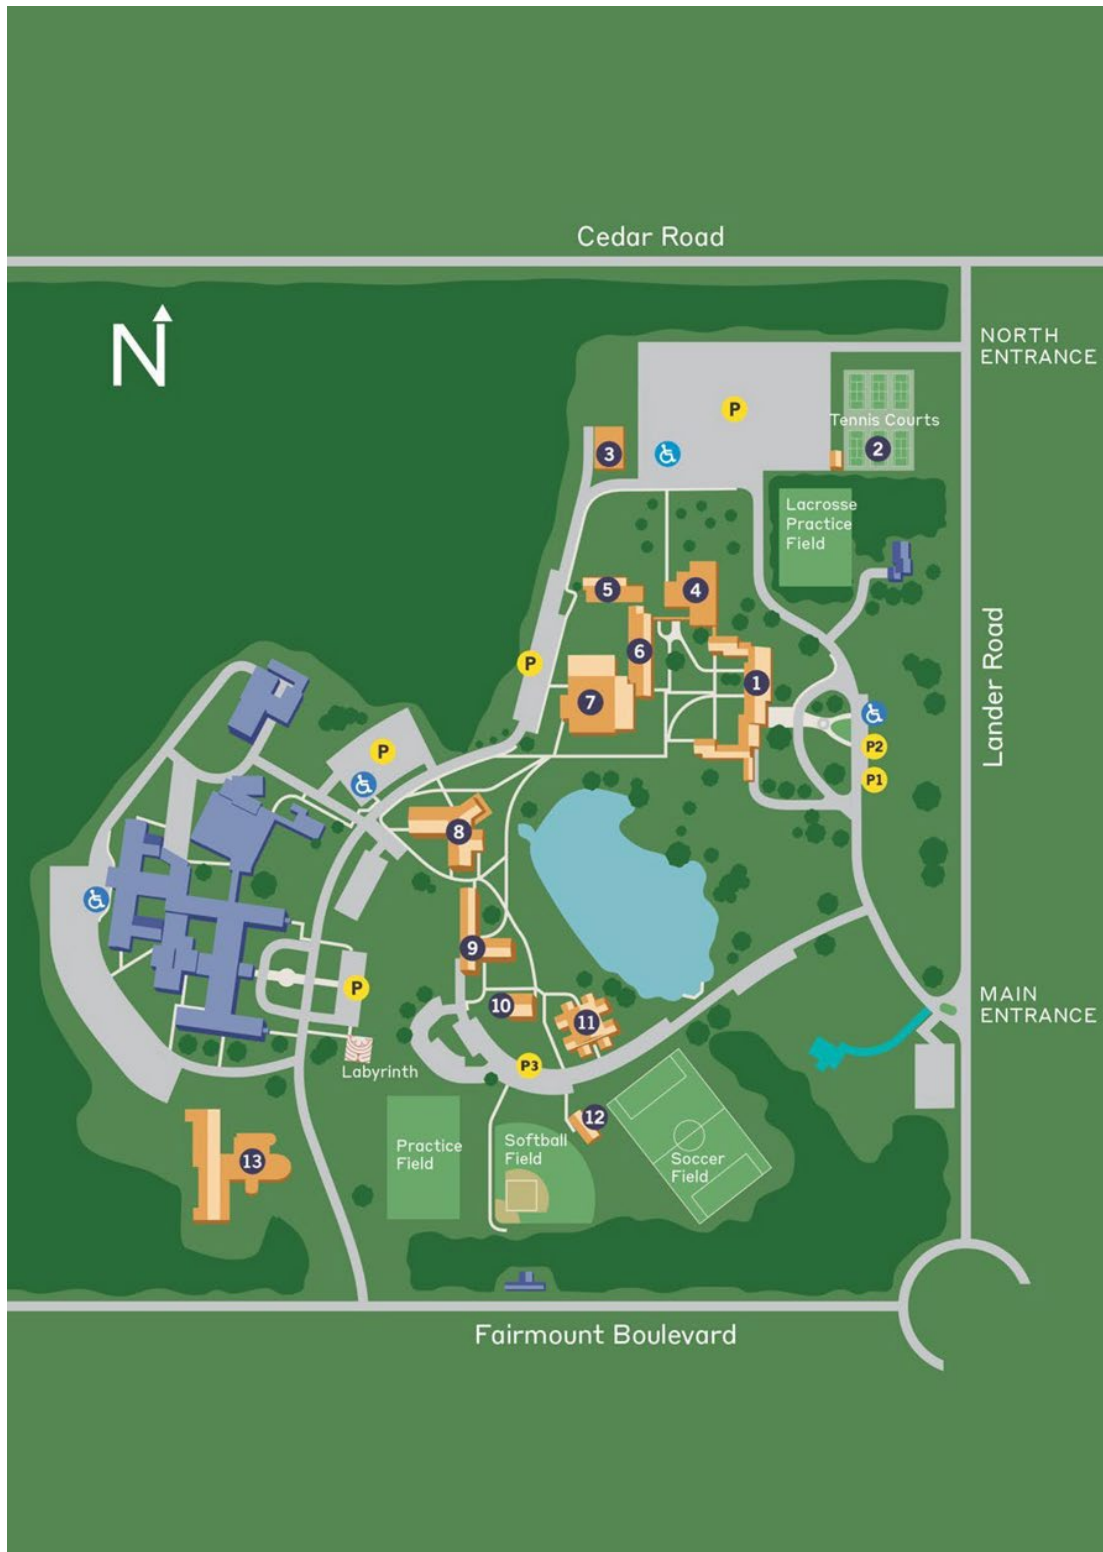 Cedar Road
N
NORTH
ENTRANCE
P
Tennis Courts
2
3
Lacrosse
Practice
Field
5
4
6
P
1
7
Lander Road
P2
P1
P
8
9
P
10
11
MAIN
ENTRANCE
P3
Labyrinth
12
Practice
Field
Softball
Field
Soccer
Field
13
Fairmount Boulevard